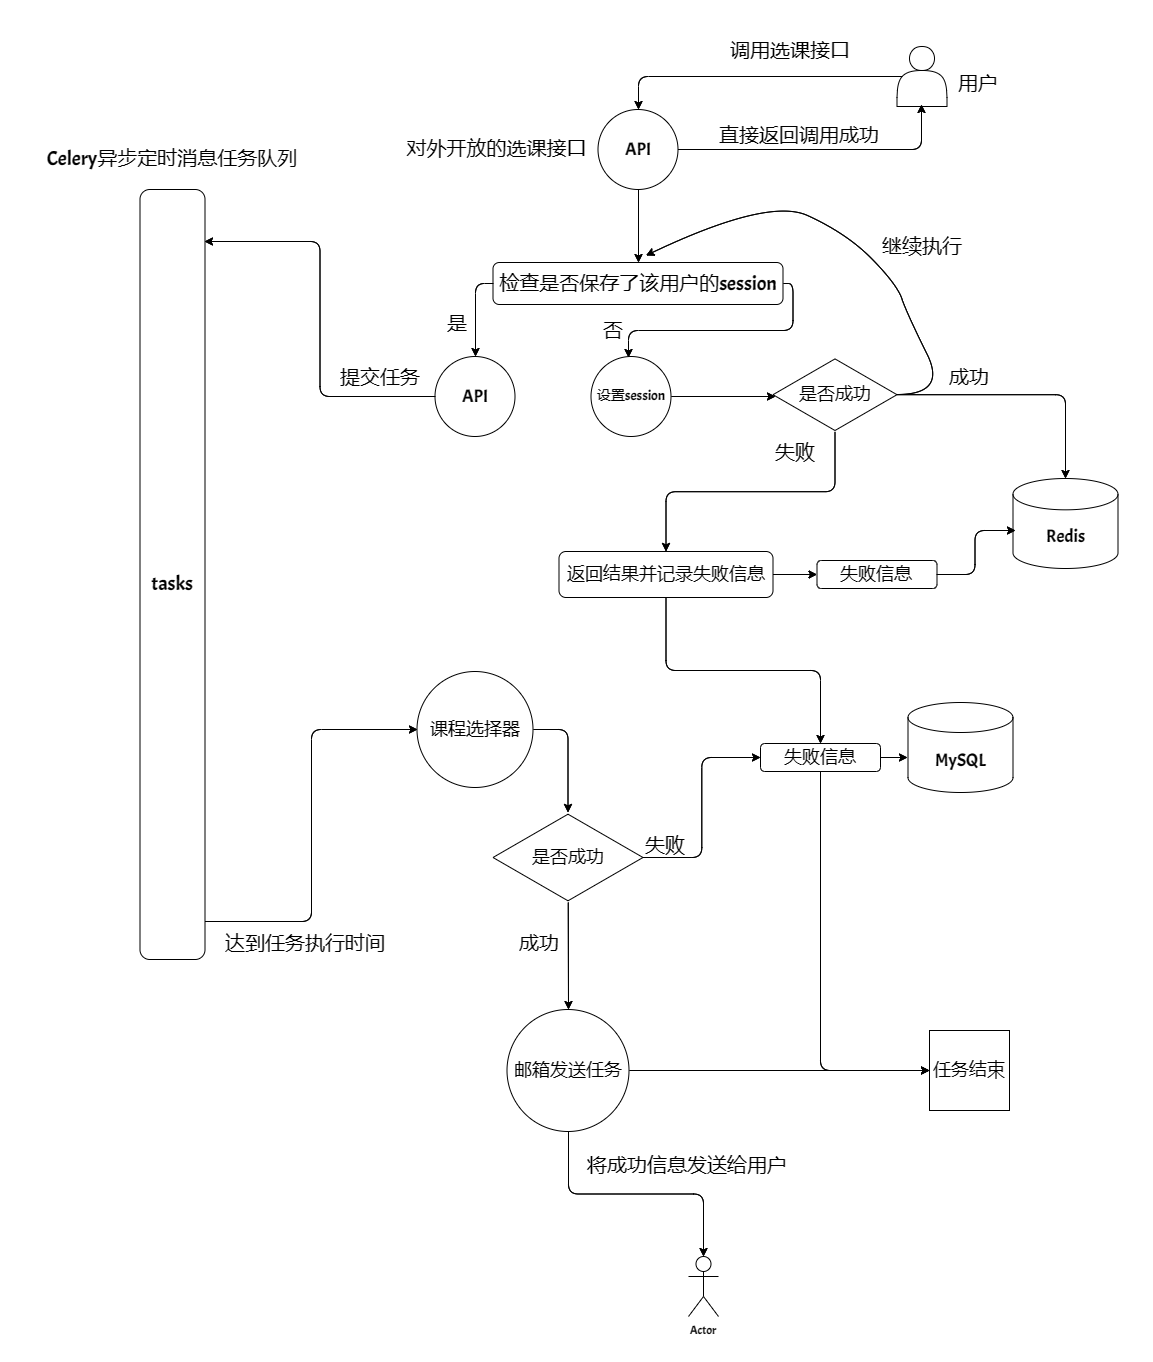 调用选课接口
用户
对外开放的选课接口
API
直接返回调用成功
Celery异步定时消息任务队列
继续执行
检查是否保存了该用户的session
是
否
提交任务
API
设置session
是否成功
成功
失败
Redis
返回结果并记录失败信息
失败信息
tasks
课程选择器
失败信息
MySQL
是否成功
失败
达到任务执行时间
成功
邮箱发送任务
任务结束
将成功信息发送给用户
Actor